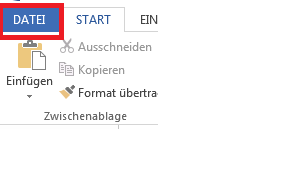 DATEI START EIN
Ausschneiden
Kopieren
Einfügen
Format übertra
Zwischenablage